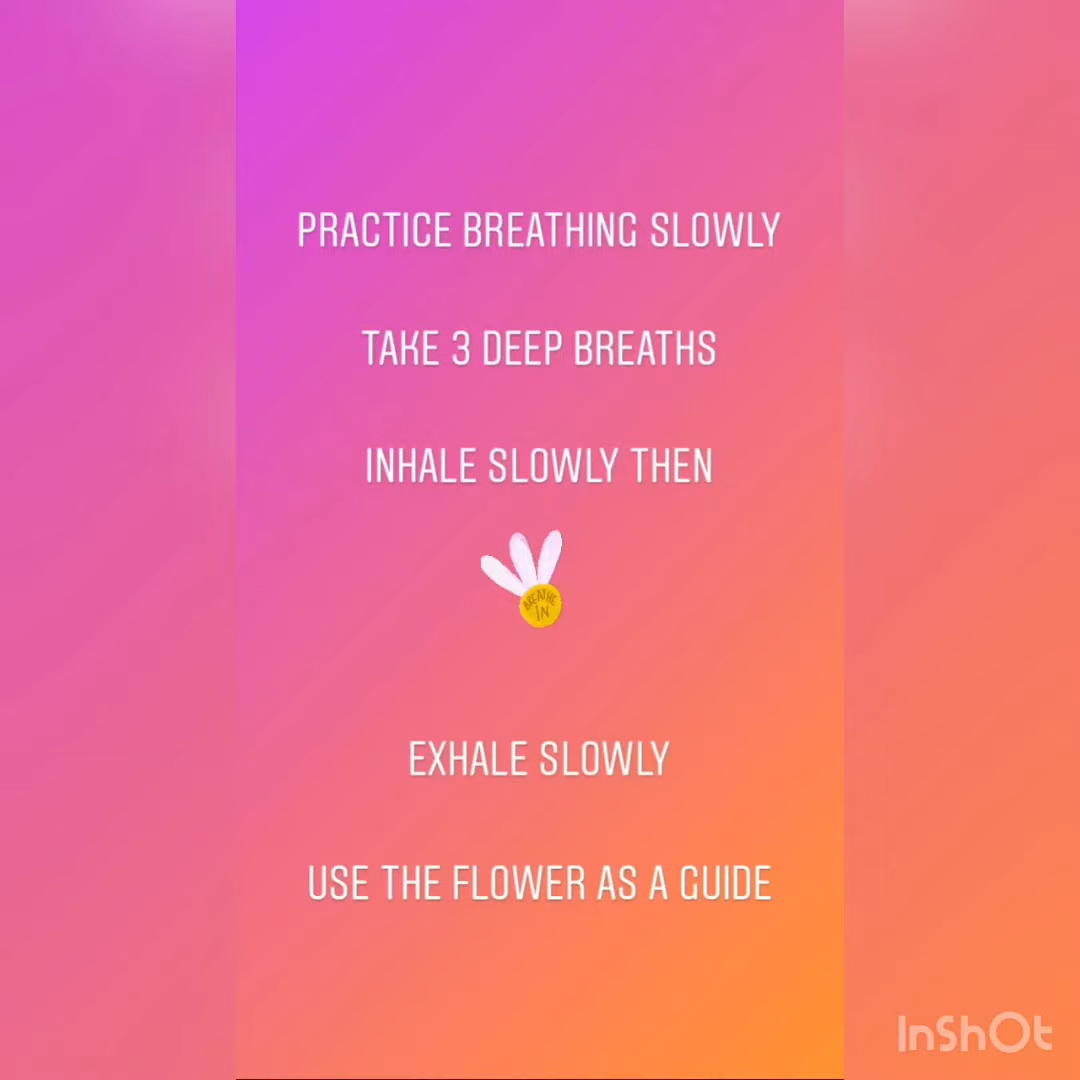 PRACTICE BREATHING SLOWLY
TAKE 3 DEEP BREATHS
INHALE SLOWLY THEN
BREATHE
IN
EXHALE SLOWLY
USE THE FLOWER AS A GUIDE
InShOt